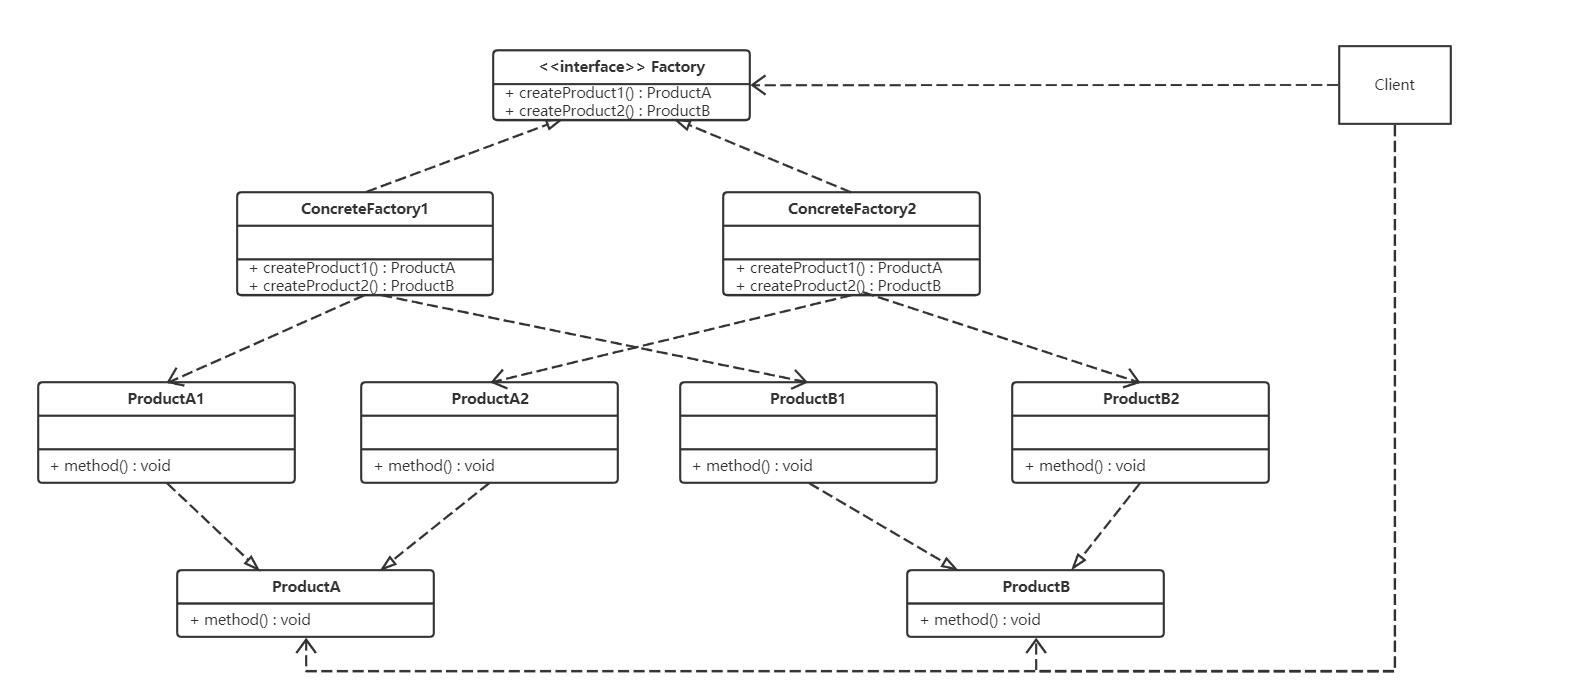 <<interface>> Factory
+ createProduct1() : ProductA
+ createProduct2() : ProductB
Client
ConcreteFactory1
+ createProduct1() : ProductA
+ createProduct2() : ProductB
ConcreteFactory2
+ createProduct1() : ProductA
+ createProduct2() : ProductB
ProductA1
+ method() : void
ProductA2
+ method() : void
ProductB1
+ method() : void
ProductB2
+ method() : void
ProductA
+ method() : void
ProductB
+ method() : void